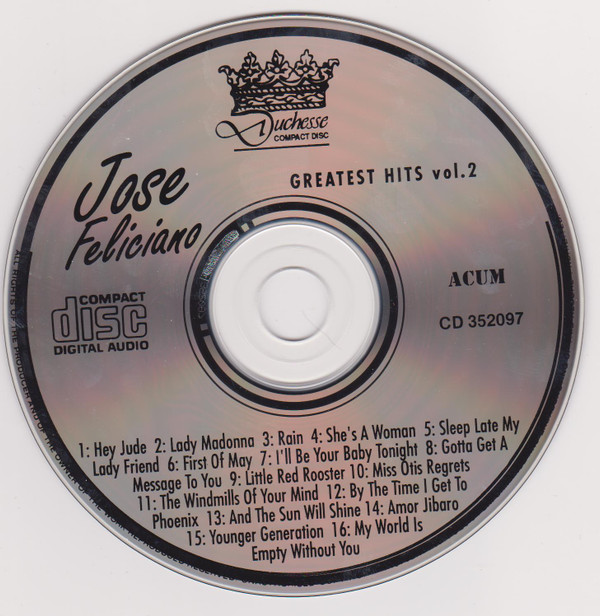 Duchesse
COMPACT DISC
GREATEST HITS vol.2
Jose
Feliciano
ACUM
CD 352097
COMPACT
disc
DIGITAL AUDIO
1: Hey Jude 2: Lady Madonna 3: Rain 4: She's A Woman 5: Sleep Late My
Lady Friend 6: First Of May 7: I'll Be Your Baby Tonight 8: Gotta Get A
Message To You 9: Little Red Rooster 10: Miss Otis Regrets
11: The Windmills Of Your Mind 12: By The Time I Get To
Phoenix 13: And The Sun Will Shine 14: Amor Jibaro
15: Younger Generation 16: My World Is
Empty Without You